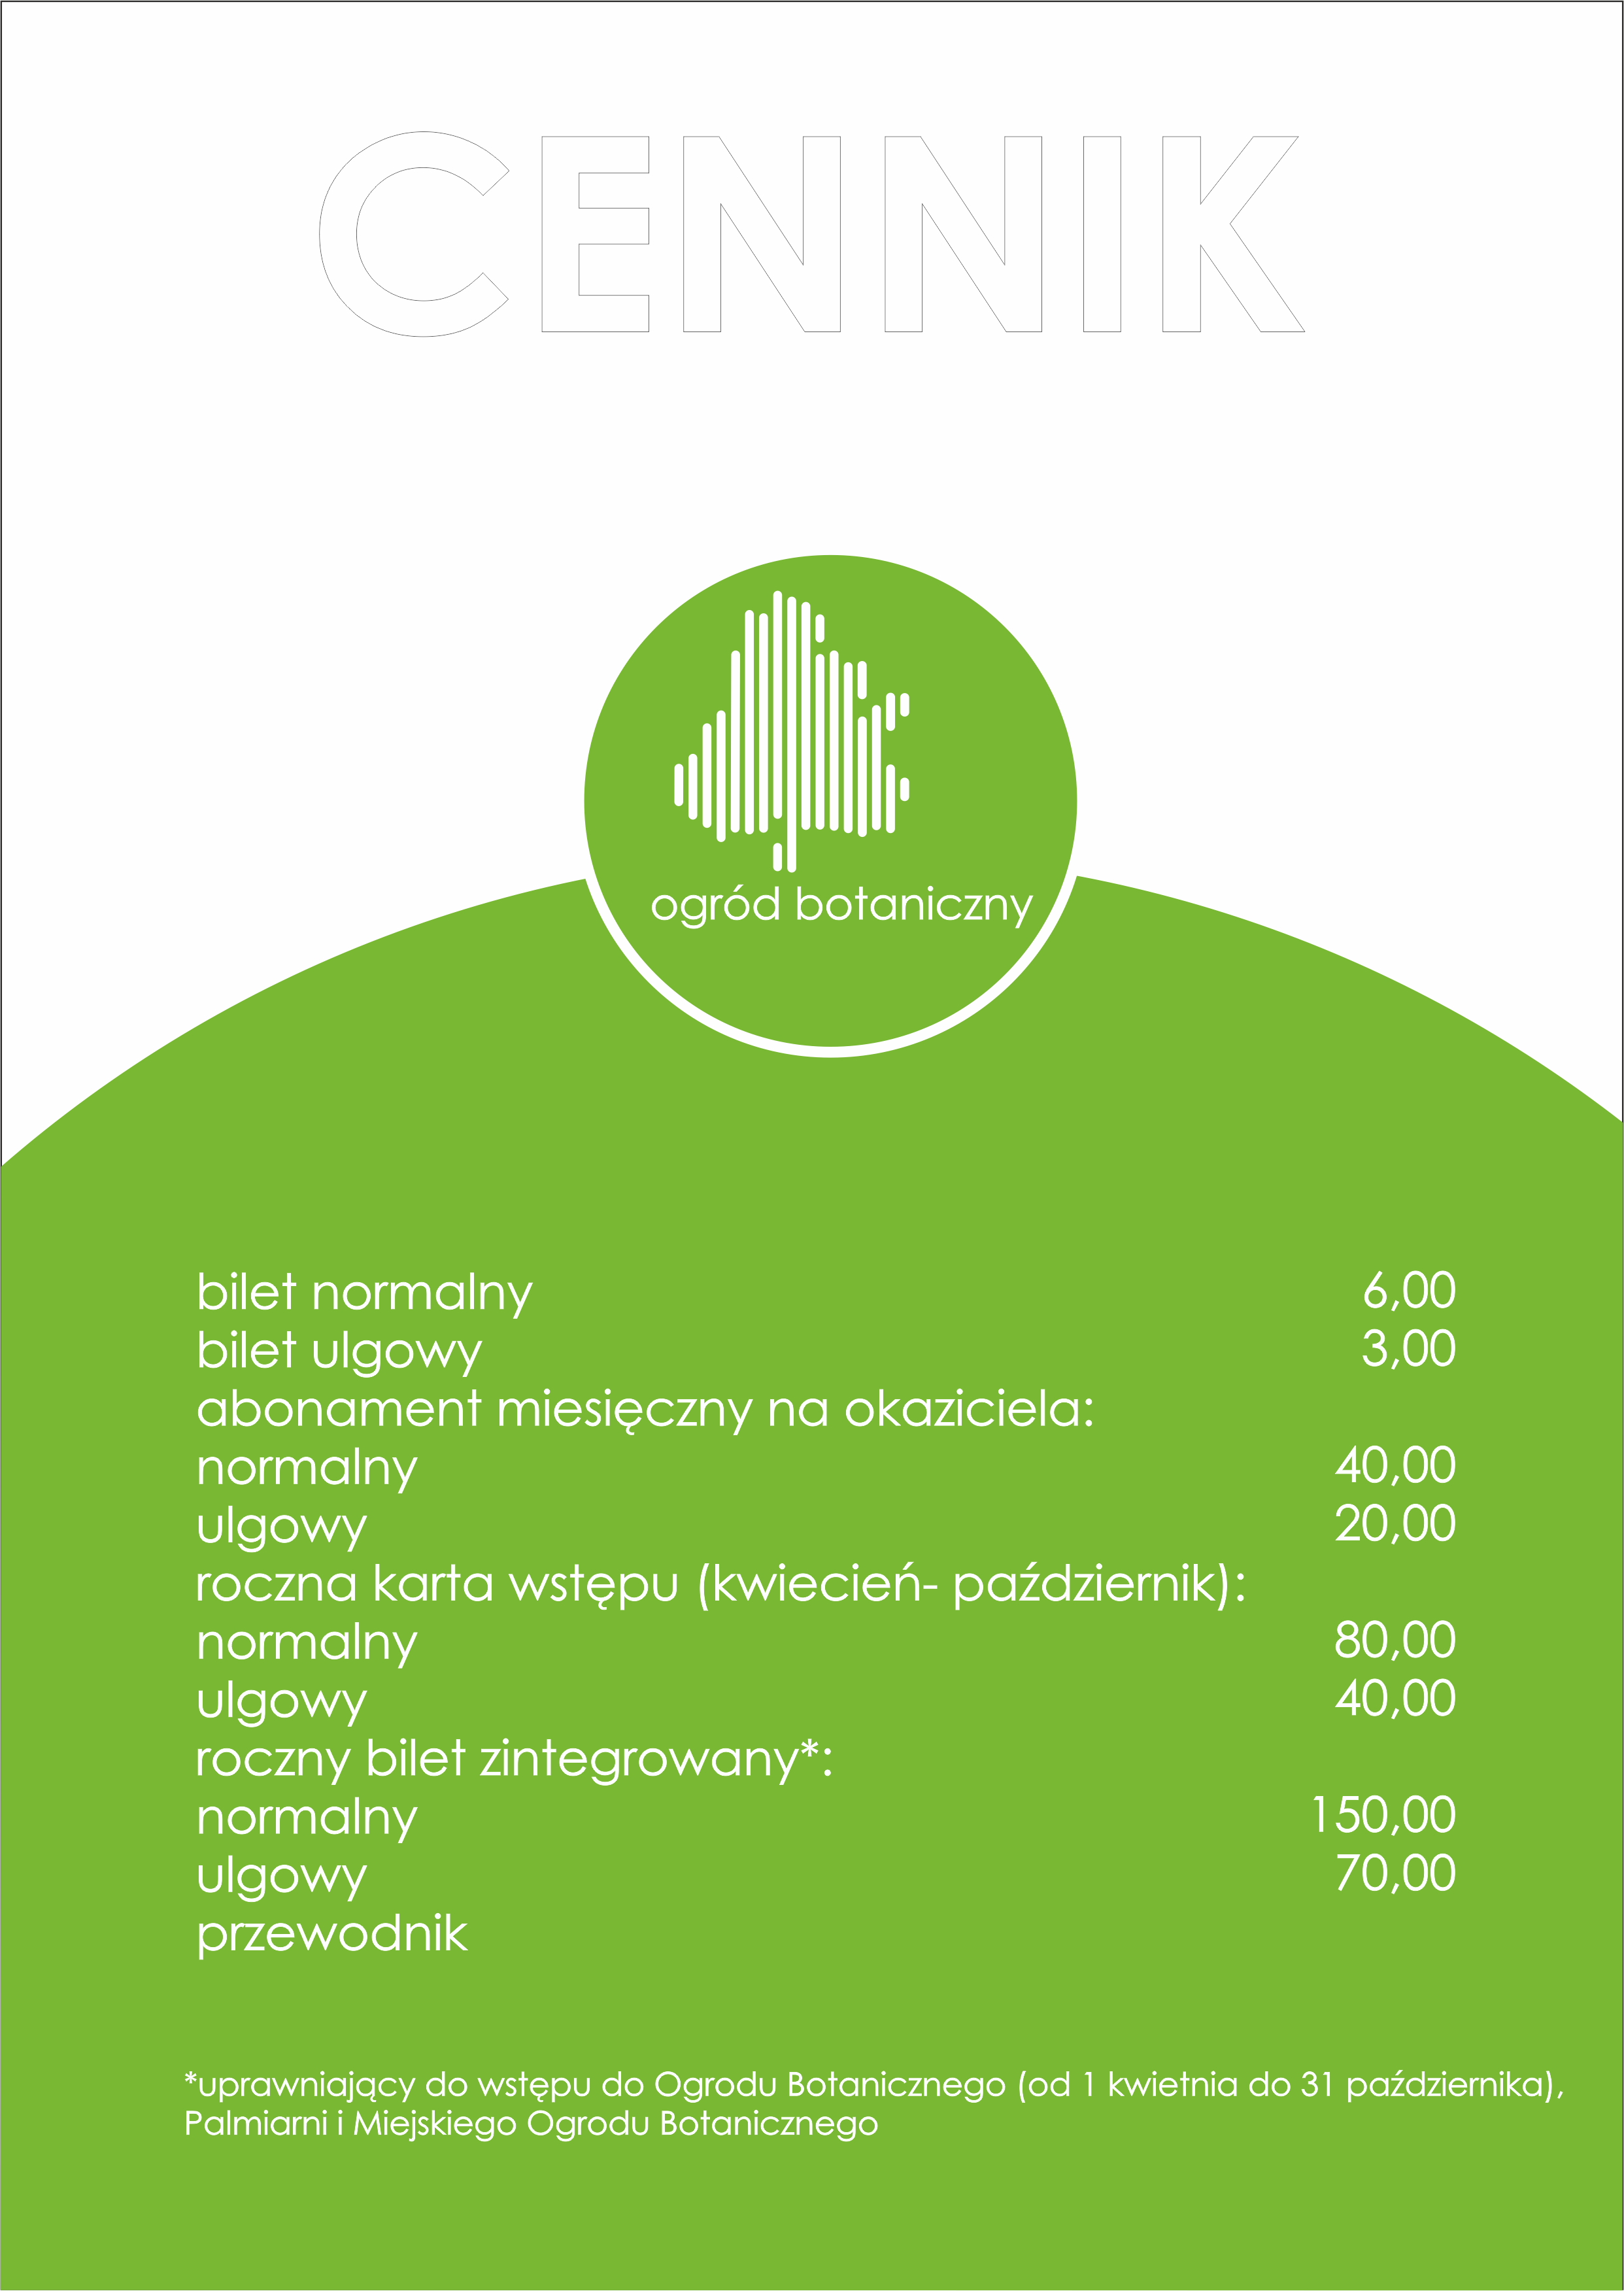 CENNIK
ogród botaniczny
bilet normalny 6,00
bilet ulgowy 3,00
abonament miesięczny na okaziciela:
normalny 40,00
ulgowy 20,00
roczna karta wstępu (kwiecień- październik):
normalny 80,00
ulgowy 40,00
roczny bilet zintegrowany*:
normalny 150,00
ulgowy 70,00
przewodnik
*uprawniający do wstępu do Ogrodu Botanicznego (od 1 kwietnia do 31 października),
Palmiarni i Miejskiego Ogrodu Botanicznego